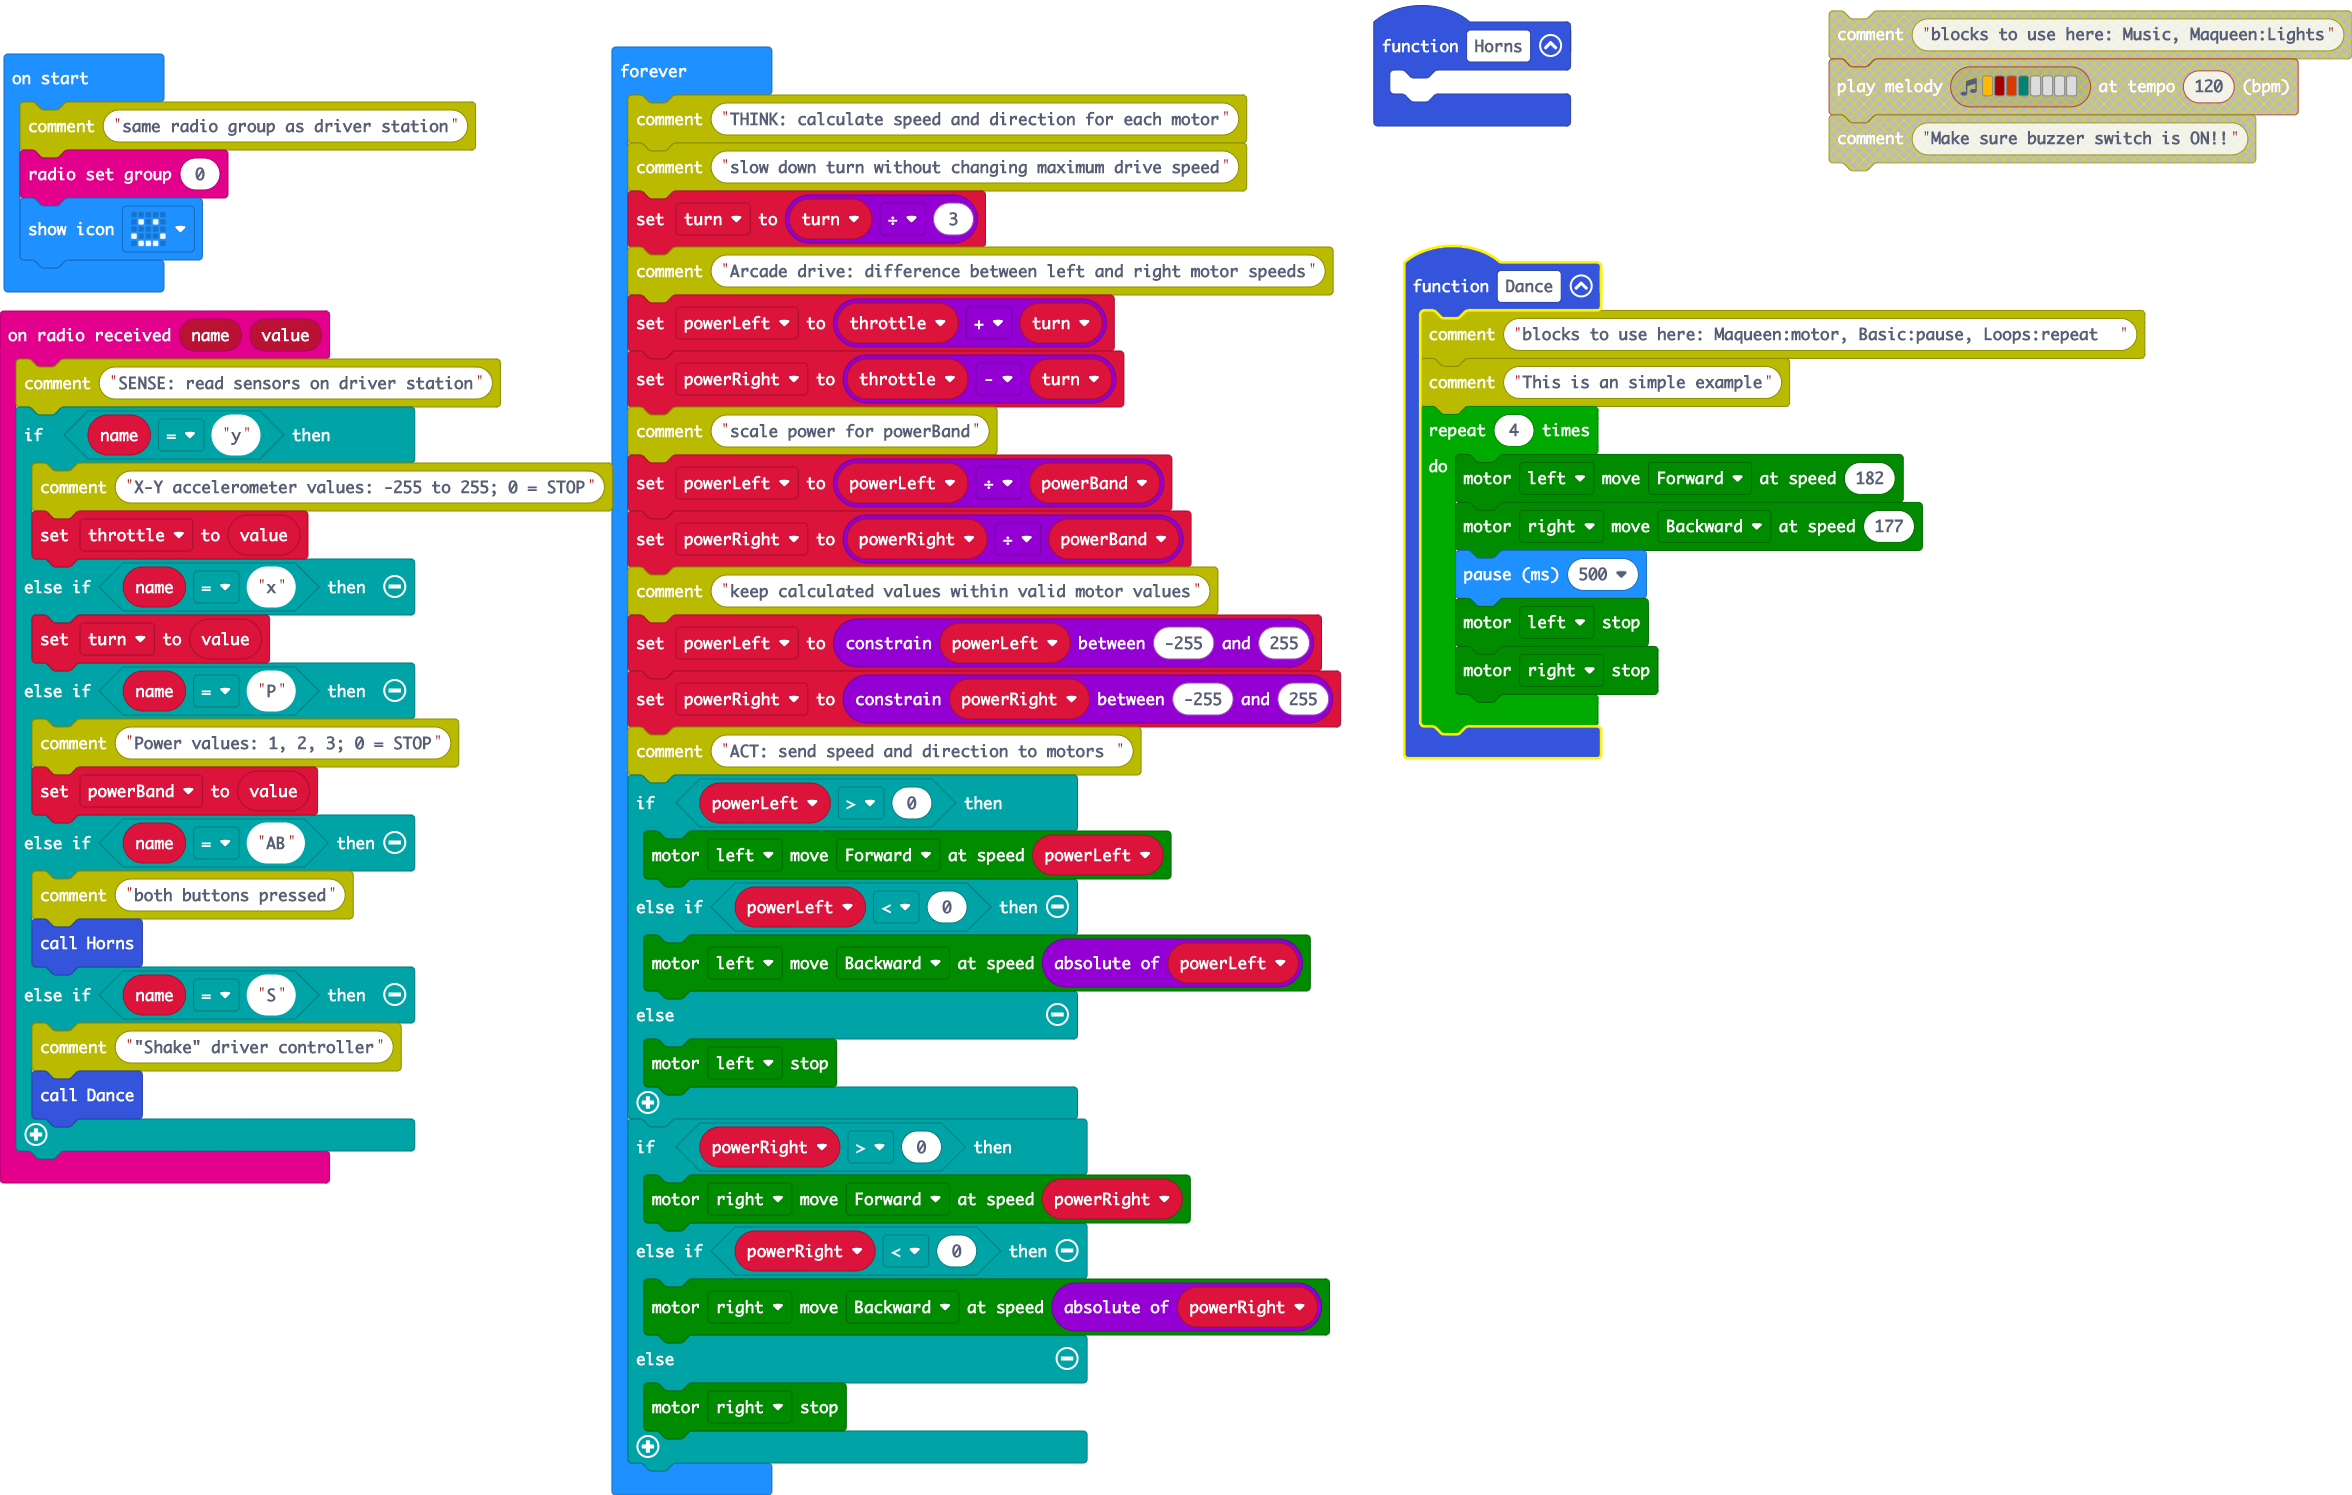 on start
comment "same radio group as driver station"
radio set group 0
show icon
on radio received name value
comment "SENSE: read sensors on driver station"
if name = "y" then
comment "X-Y accelerometer values: -255 to 255; 0 = STOP"
set throttle to value
else if name = "x" then
set turn to value
else if name = "P" then
comment "Power values: 1, 2, 3; 0 = STOP"
set powerBand to value
else if name = "AB" then
comment "both buttons pressed"
call Horns
else if name = "S" then
comment ""Shake" driver controller"
call Dance
forever
comment "THINK: calculate speed and direction for each motor"
comment "slow down turn without changing maximum drive speed"
set turn to turn ÷ 3
comment "Arcade drive: difference between left and right motor speeds"
set powerLeft to throttle + turn
set powerRight to throttle - turn
comment "scale power for powerBand"
set powerLeft to powerLeft ÷ powerBand
set powerRight to powerRight ÷ powerBand
comment "keep calculated values within valid motor values"
set powerLeft to constrain powerLeft between -255 and 255
set powerRight to constrain powerRight between -255 and 255
comment "ACT: send speed and direction to motors "
if powerLeft > 0 then
motor left move Forward at speed powerLeft
else if powerLeft < 0 then
motor left move Backward at speed absolute of powerLeft
else
motor left stop
if powerRight > 0 then
motor right move Forward at speed powerRight
else if powerRight < 0 then
motor right move Backward at speed absolute of powerRight
else
motor right stop
function Horns
comment "blocks to use here: Music, Maqueen:Lights"
play melody at tempo 120 (bpm)
comment "Make sure buzzer switch is ON!!"
function Dance
comment "blocks to use here: Maqueen:motor, Basic:pause, Loops:repeat "
comment "This is an simple example"
repeat 4 times
do
motor left move Forward at speed 182
motor right move Backward at speed 177
pause (ms) 500
motor left stop
motor right stop